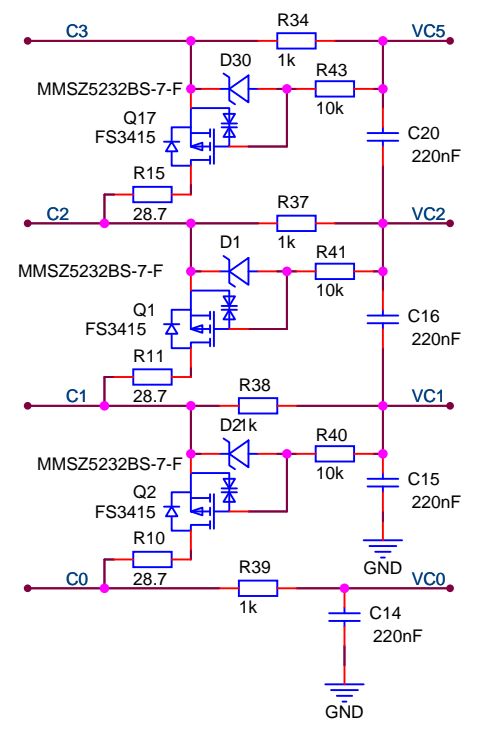 C3 R34 VC5
1k
D30 R43
MMSZ5232BS-7-F
10k
Q17
FS3415
C20
220nF
R15
C2 28.7 R37 VC2
1k
D1 R41
MMSZ5232BS-7-F
10k
Q1
FS3415
C16
220nF
R11
C1 28.7 R38 VC1
D21k R40
MMSZ5232BS-7-F
10k
Q2
FS3415
C15
220nF
R10
GND
C0 28.7 R39 VC0
1k
C14
220nF
GND